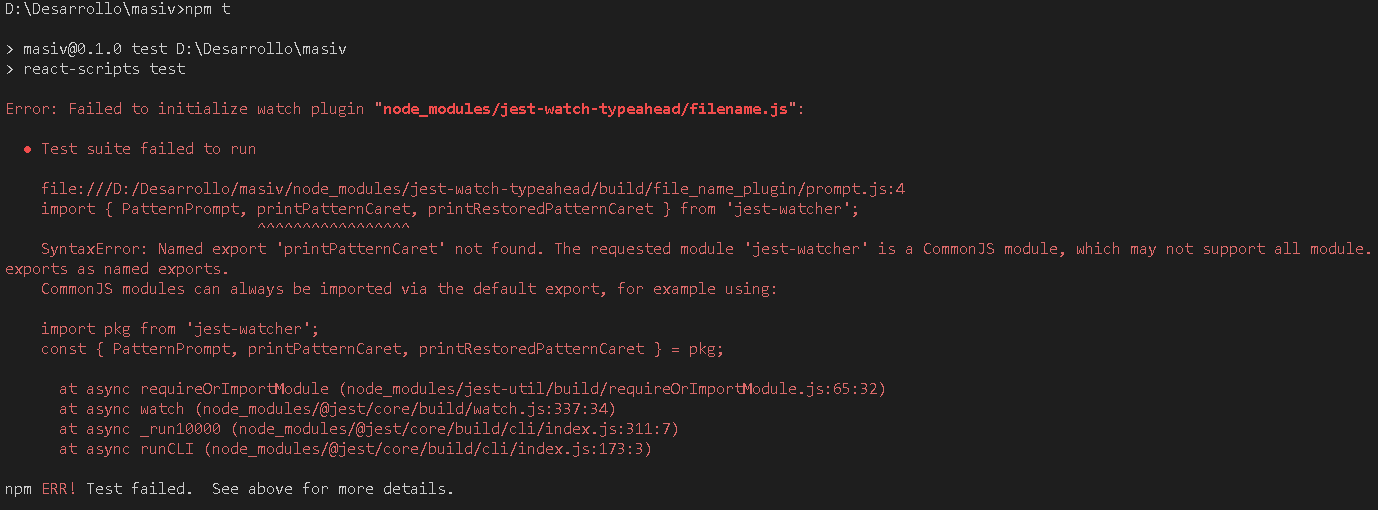 D:\Desarrollo\masiv>npm t
> masiv@0.1.0 test D:\Desarrollo\masiv
> react-scripts test
Error: Failed to initialize watch plugin "node_modules/jest-watch-typeahead/filename.js":
● Test suite failed to run
file:///D:/Desarrollo/masiv/node_modules/jest-watch-typeahead/build/file_name_plugin/prompt.js:4
import { PatternPrompt, printPatternCaret, printRestoredPatternCaret } from 'jest-watcher';
^^^^^^^^^^^^^^^^^
SyntaxError: Named export 'printPatternCaret' not found. The requested module 'jest-watcher' is a CommonJS module, which may not support all module.
exports as named exports.
CommonJS modules can always be imported via the default export, for example using:
import pkg from 'jest-watcher';
const { PatternPrompt, printPatternCaret, printRestoredPatternCaret } = pkg;
at async requireOrImportModule (node_modules/jest-util/build/requireOrImportModule.js:65:32)
at async watch (node_modules/@jest/core/build/watch.js:337:34)
at async _run10000 (node_modules/@jest/core/build/cli/index.js:311:7)
at async runCLI (node_modules/@jest/core/build/cli/index.js:173:3)
npm ERR! Test failed.  See above for more details.